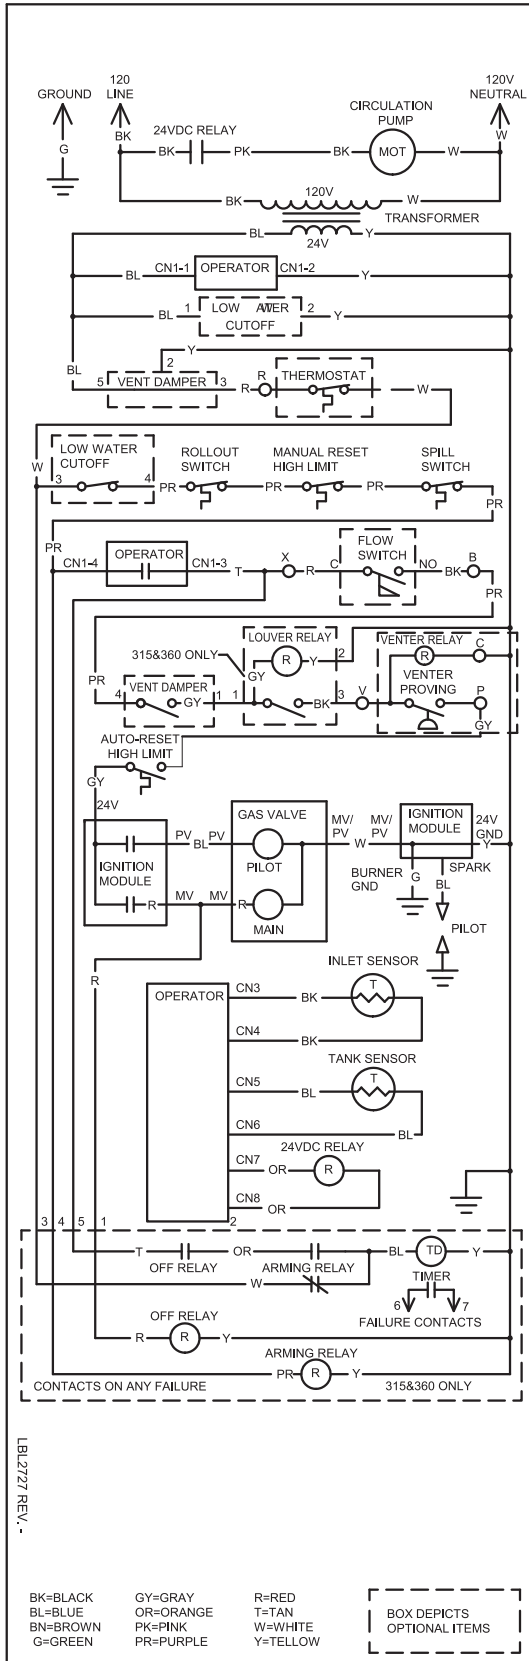 GROUND
120
LINE
120V
NEUTRAL
CIRCULATION
PUMP
24VDC RELAY
BK
W
G
BK
PK
BK
MOT
W
120V
BK
W
TRANSFORMER
BL
Y
24V
BL
CN1-1
OPERATOR
CN1-2
Y
BL
1
LOW WATER
2
Y
CUTOFF
Y
2
BL
5
VENT DAMPER
3
R
R
THERMOSTAT
W
W
LOW WATER
CUTOFF
3
4
ROLLOUT
SWITCH
MANUAL RESET
HIGH LIMIT
SPILL
SWITCH
PR
PR
PR
PR
PR
CN1-4
OPERATOR
CN1-3
T
X
R
C
FLOW
SWITCH
NO
BK
B
PR
315&360 ONLY
LOUVER RELAY
R
Y
2
GY
VENTER RELAY
R
C
VENTER
PROVING
PR
4
VENT DAMPER
GY
1
1
BK
3
V
P
GY
AUTO-RESET
HIGH LIMIT
GY
24V
IGNITION
MODULE
PV
BL
PV
R
MV
MV
R
GAS VALVE
PILOT
MAIN
MV/
PV
W
MV/
PV
IGNITION
MODULE
24V
GND
Y
BURNER
GND
G
SPARK
BL
PILOT
R
INLET SENSOR
OPERATOR
CN3
BK
T
CN4
BK
TANK SENSOR
CN5
BL
T
CN6
BL
24VDC RELAY
CN7
OR
R
CN8
OR
2
3
4
5
1
T
OR
BL
TD
Y
OFF RELAY
ARMING RELAY
TIMER
W
6
7
FAILURE CONTACTS
OFF RELAY
R
R
Y
ARMING RELAY
PR
R
Y
CONTACTS ON ANY FAILURE
315&360 ONLY
LBL2727 REV. -
BK=BLACK
BL=BLUE
BN=BROWN
G=GREEN
GY=GRAY
OR=ORANGE
PK=PINK
PR=PURPLE
R=RED
T=TAN
W=WHITE
Y=YELLOW
BOX DEPICTS
OPTIONAL ITEMS